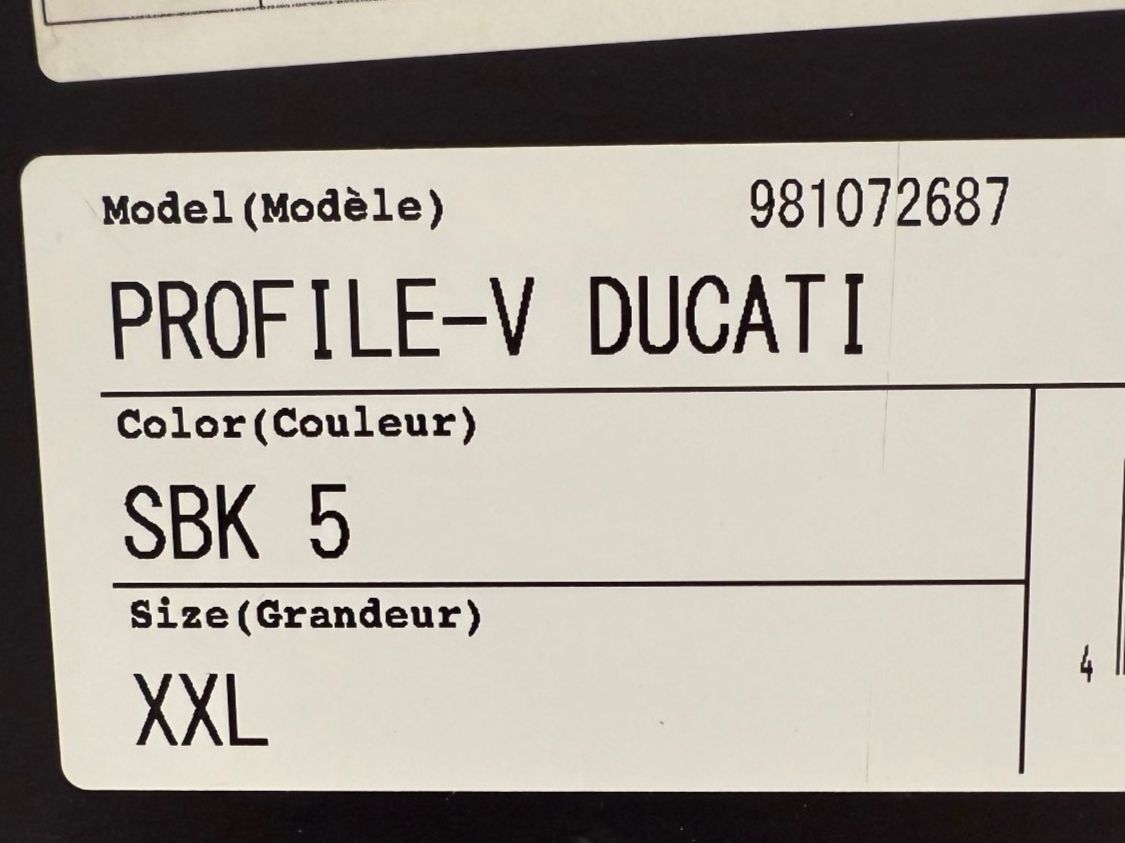 Model(Modèle) 981072687
PROFILE-V DUCATI
Color(Couleur)
SBK 5
Size(Grandeur)
XXL
4